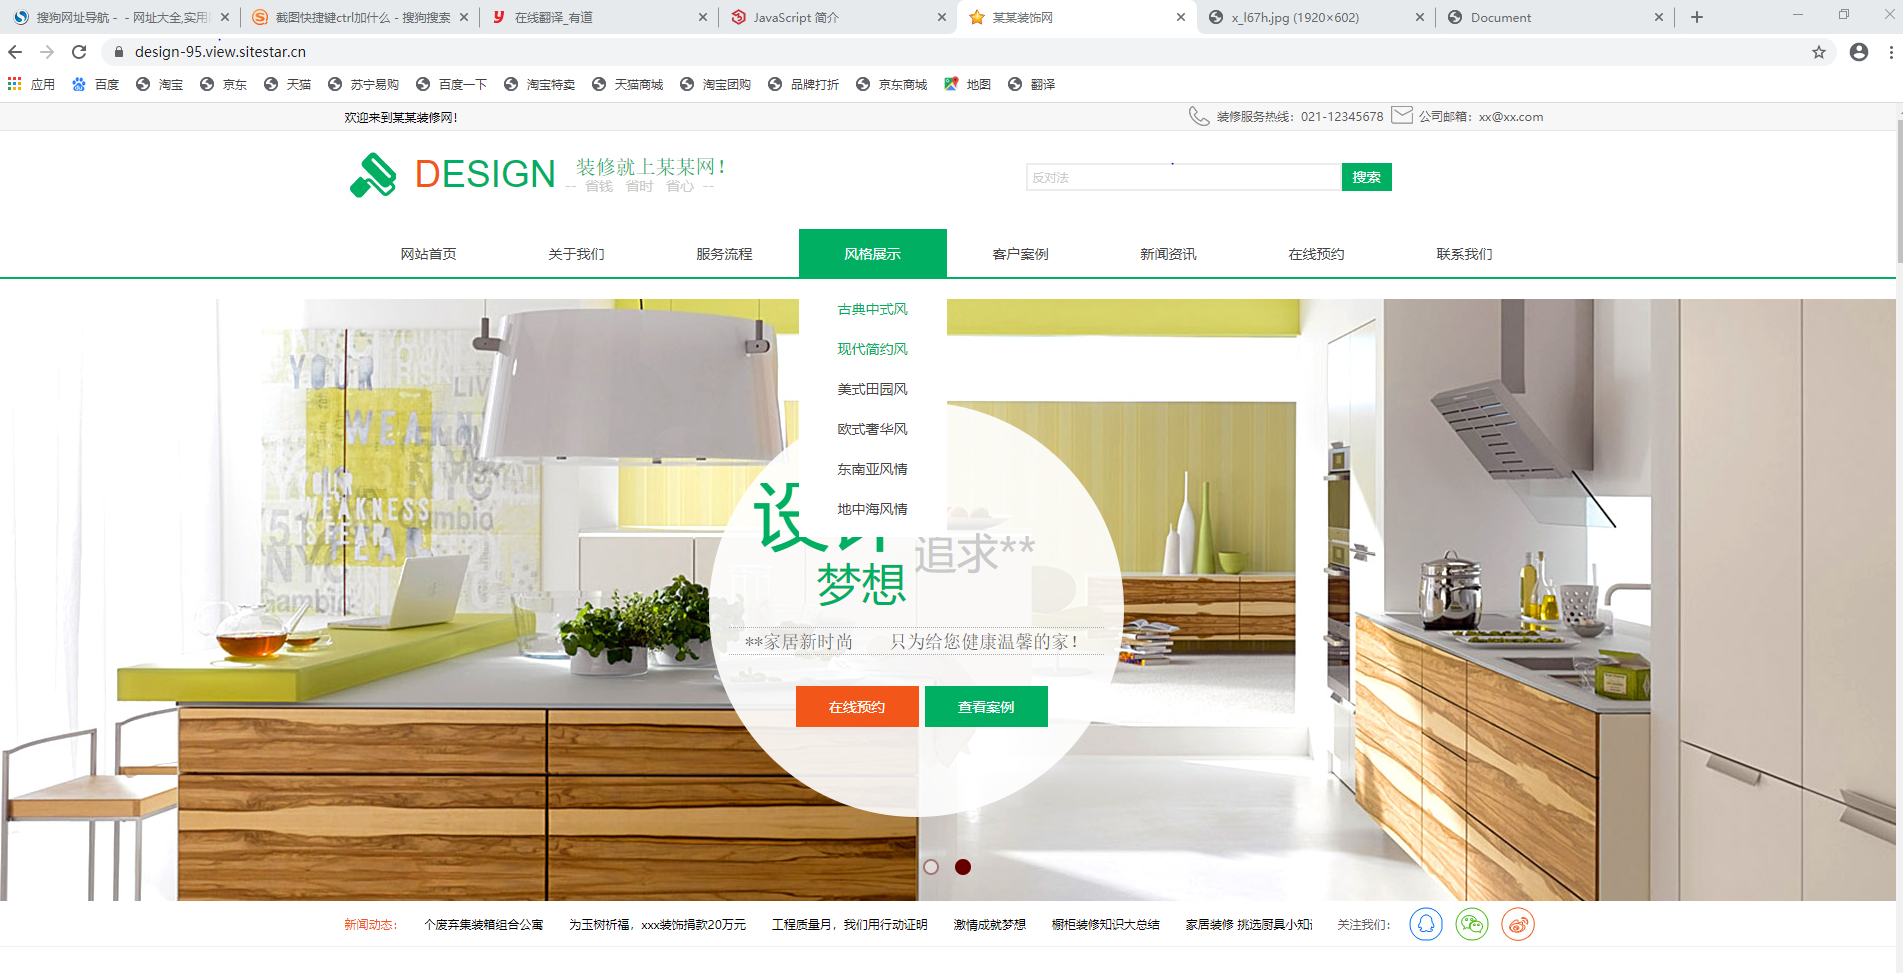 搜狗网址导航 - - 网址大全,实用
截图快捷键ctrl加什么 - 搜狗搜索
在线翻译_有道
JavaScript 简介
某某装饰网
x_l67h.jpg (1920×602)
Document
design-95.view.sitestar.cn
应用 百度 淘宝 京东 天猫 苏宁易购 百度一下 淘宝特卖 天猫商城 淘宝团购 品牌打折 京东商城 地图 翻译
欢迎来到某某装修网!
装修服务热线：021-12345678 公司邮箱：xx@xx.com
DESIGN
装修就上某某网!
-- 省钱 省时 省心 --
反对法
搜索
网站首页 关于我们 服务流程 风格展示 客户案例 新闻资讯 在线预约 联系我们
古典中式风
现代简约风
美式田园风
欧式奢华风
东南亚风情
地中海风情
YOUR
WEAKN
LIV
YOUR
WEAKNESS
STEAK
NYC
ambio
Gambio
设计
追求**
梦想
**家居新时尚 只为给您健康温馨的家!
在线预约 查看案例
新闻动态： 个废弃集装箱组合公寓 为玉树祈福，xxx装饰捐款20万元 工程质量月，我们用行动证明 激情成就梦想 橱柜装修知识大总结 家居装修 挑选厨具小知 关注我们：